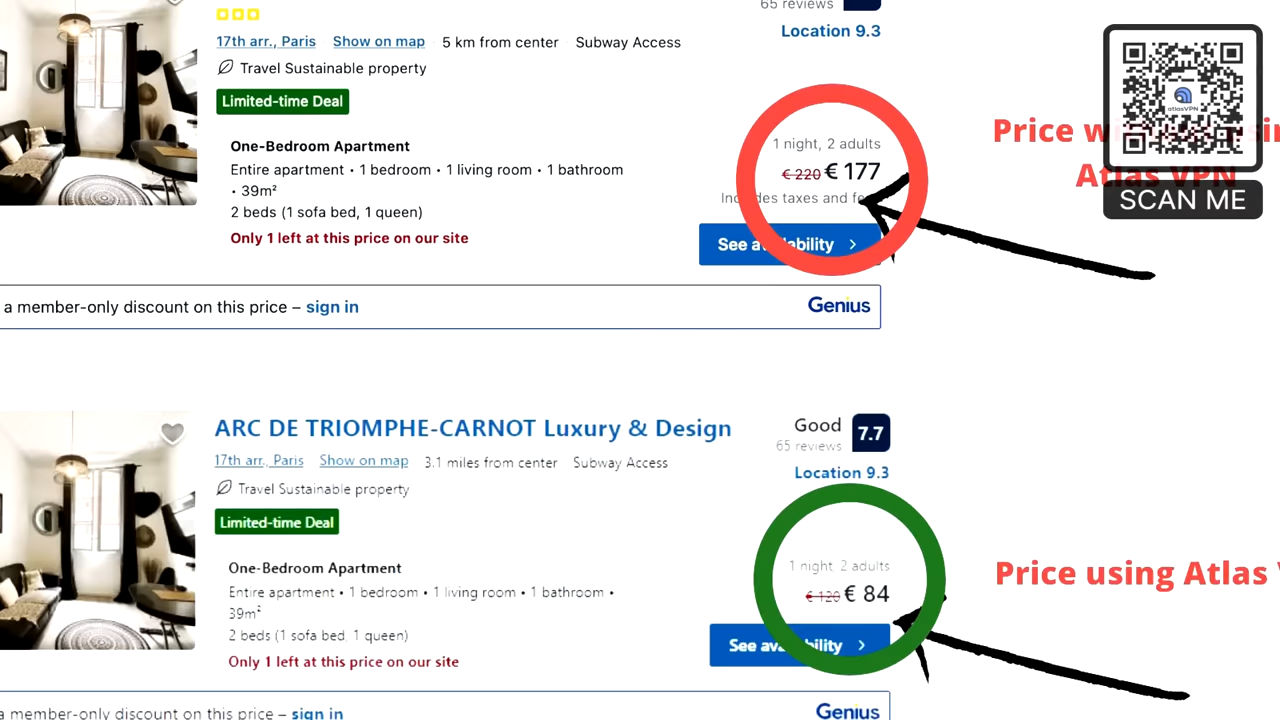 65 reviews
Location 9.3
17th arr., Paris Show on map 5 km from center Subway Access
Travel Sustainable property
Limited-time Deal
One-Bedroom Apartment
Entire apartment • 1 bedroom • 1 living room • 1 bathroom
• 39m²
2 beds (1 sofa bed, 1 queen)
Only 1 left at this price on our site
1 night, 2 adults
€ 220 € 177
Includes taxes and
See availability
Price
Atlas VPN
atlasVPN
SCAN ME
a member-only discount on this price – sign in
Genius
ARC DE TRIOMPHE-CARNOT Luxury & Design
Good 7.7
65 reviews
Location 9.3
17th arr., Paris Show on map 3.1 miles from center Subway Access
Travel Sustainable property
Limited-time Deal
One-Bedroom Apartment
Entire apartment • 1 bedroom • 1 living room • 1 bathroom •
39m²
2 beds (1 sofa bed, 1 queen)
Only 1 left at this price on our site
1 night, 2 adults
€ 120 € 84
See availability
Price using Atlas
a member-only discount on this price – sign in
Genius